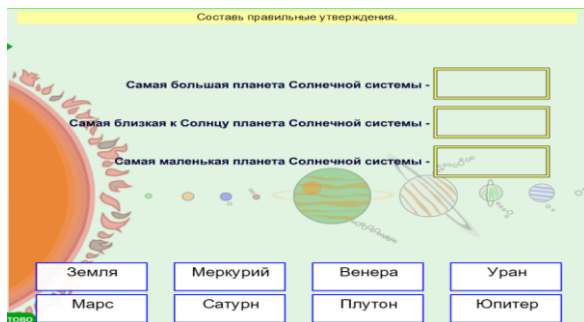 Составь правильные утверждения.
Самая большая планета Солнечной системы -
Самая близкая к Солнцу планета Солнечной системы -
Самая маленькая планета Солнечной системы -
Земля Меркурий Венера Уран
Марс Сатурн Плутон Юпитер